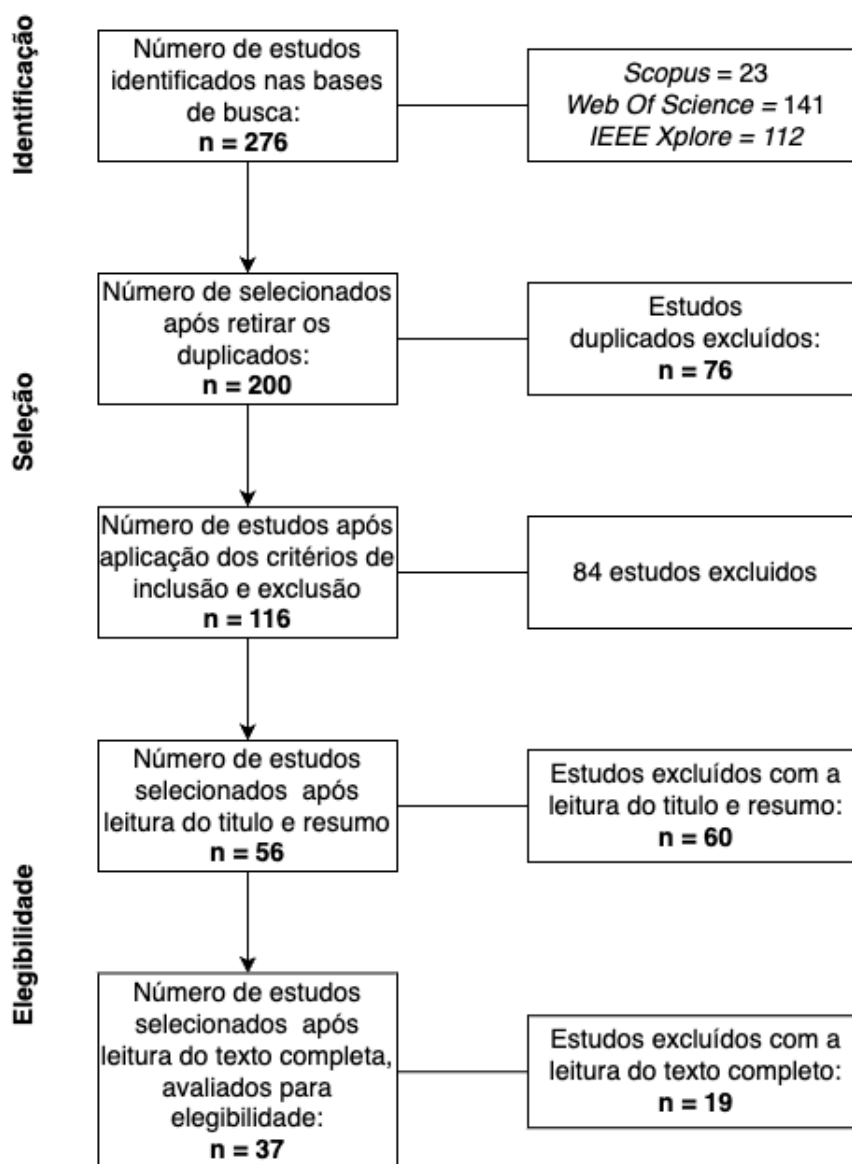 Identificação
Número de estudos
identificados nas bases
de busca:
n = 276
Scopus = 23
Web Of Science = 141
IEEE Xplore = 112
Seleção
Número de selecionados
após retirar os
duplicados:
n = 200
Estudos
duplicados excluídos:
n = 76
Número de estudos após
aplicação dos critérios de
inclusão e exclusão
n = 116
84 estudos excluidos
Elegibilidade
Número de estudos
selecionados após
leitura do titulo e resumo
n = 56
Estudos excluídos com a
leitura do titulo e resumo:
n = 60
Número de estudos
selecionados após
leitura do texto completa,
avaliados para
elegibilidade:
n = 37
Estudos excluídos com a
leitura do texto completo:
n = 19